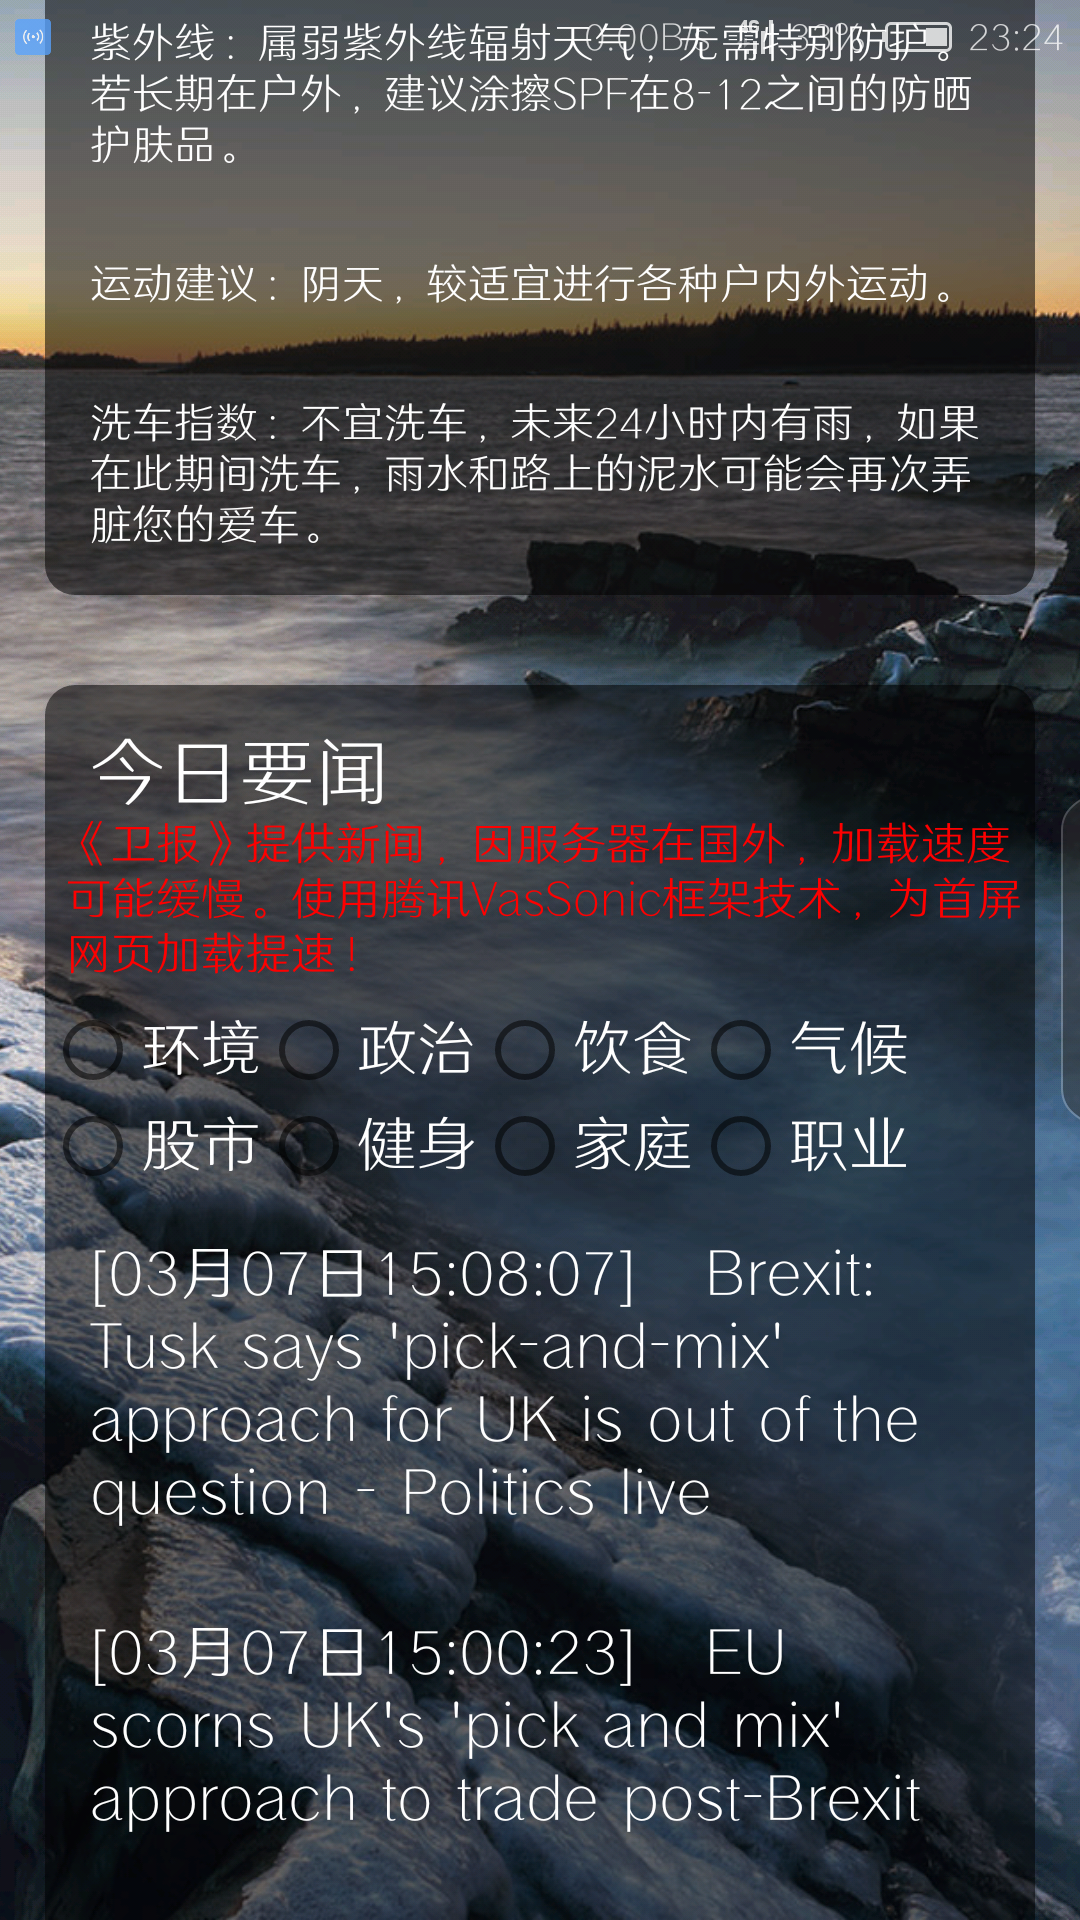 0.00B/s 4G 33% 23:24
紫外线：属弱紫外线辐射天气，无需特别防护。
若长期在户外，建议涂擦SPF在8-12之间的防晒
护肤品。
运动建议：阴天，较适宜进行各种户内外运动。
洗车指数：不宜洗车，未来24小时内有雨，如果
在此期间洗车，雨水和路上的泥水可能会再次弄
脏您的爱车。
今日要闻
《卫报》提供新闻，因服务器在国外，加载速度
可能缓慢。使用腾讯VasSonic框架技术，为首屏
网页加载提速！
环境 政治 饮食 气候
股市 健身 家庭 职业
[03月07日15:08:07] Brexit:
Tusk says 'pick-and-mix'
approach for UK is out of the
question - Politics live
[03月07日15:00:23] EU
scorns UK's 'pick and mix'
approach to trade post-Brexit